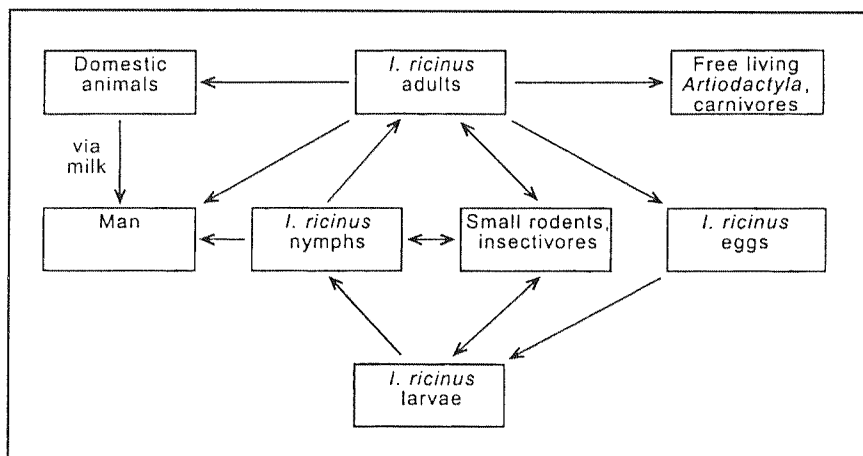 Domestic
animals
I. ricinus
adults
Free living
Artiodactyla,
carnivores
via
milk
Man
I. ricinus
nymphs
Small rodents,
insectivores
I. ricinus
eggs
I. ricinus
larvae